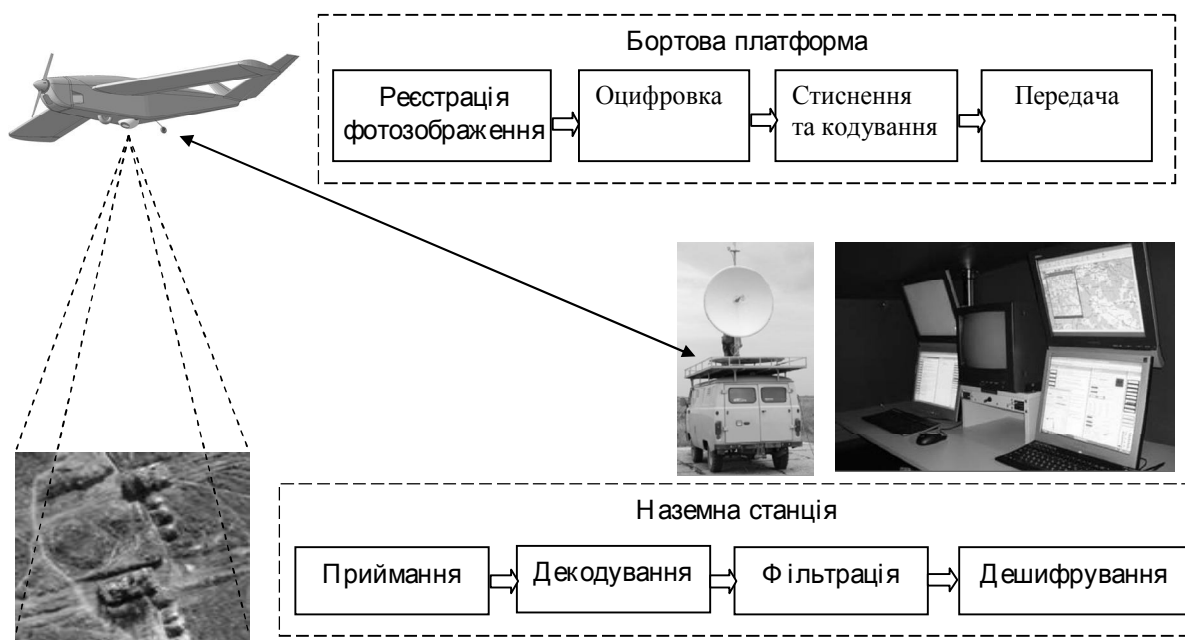 Бортова платформа
Реєстрація
фотозображення
Оцифровка
Стиснення
та кодування
Передача
Наземна станція
Приймання
Декодування
Фільтрація
Дешифрування